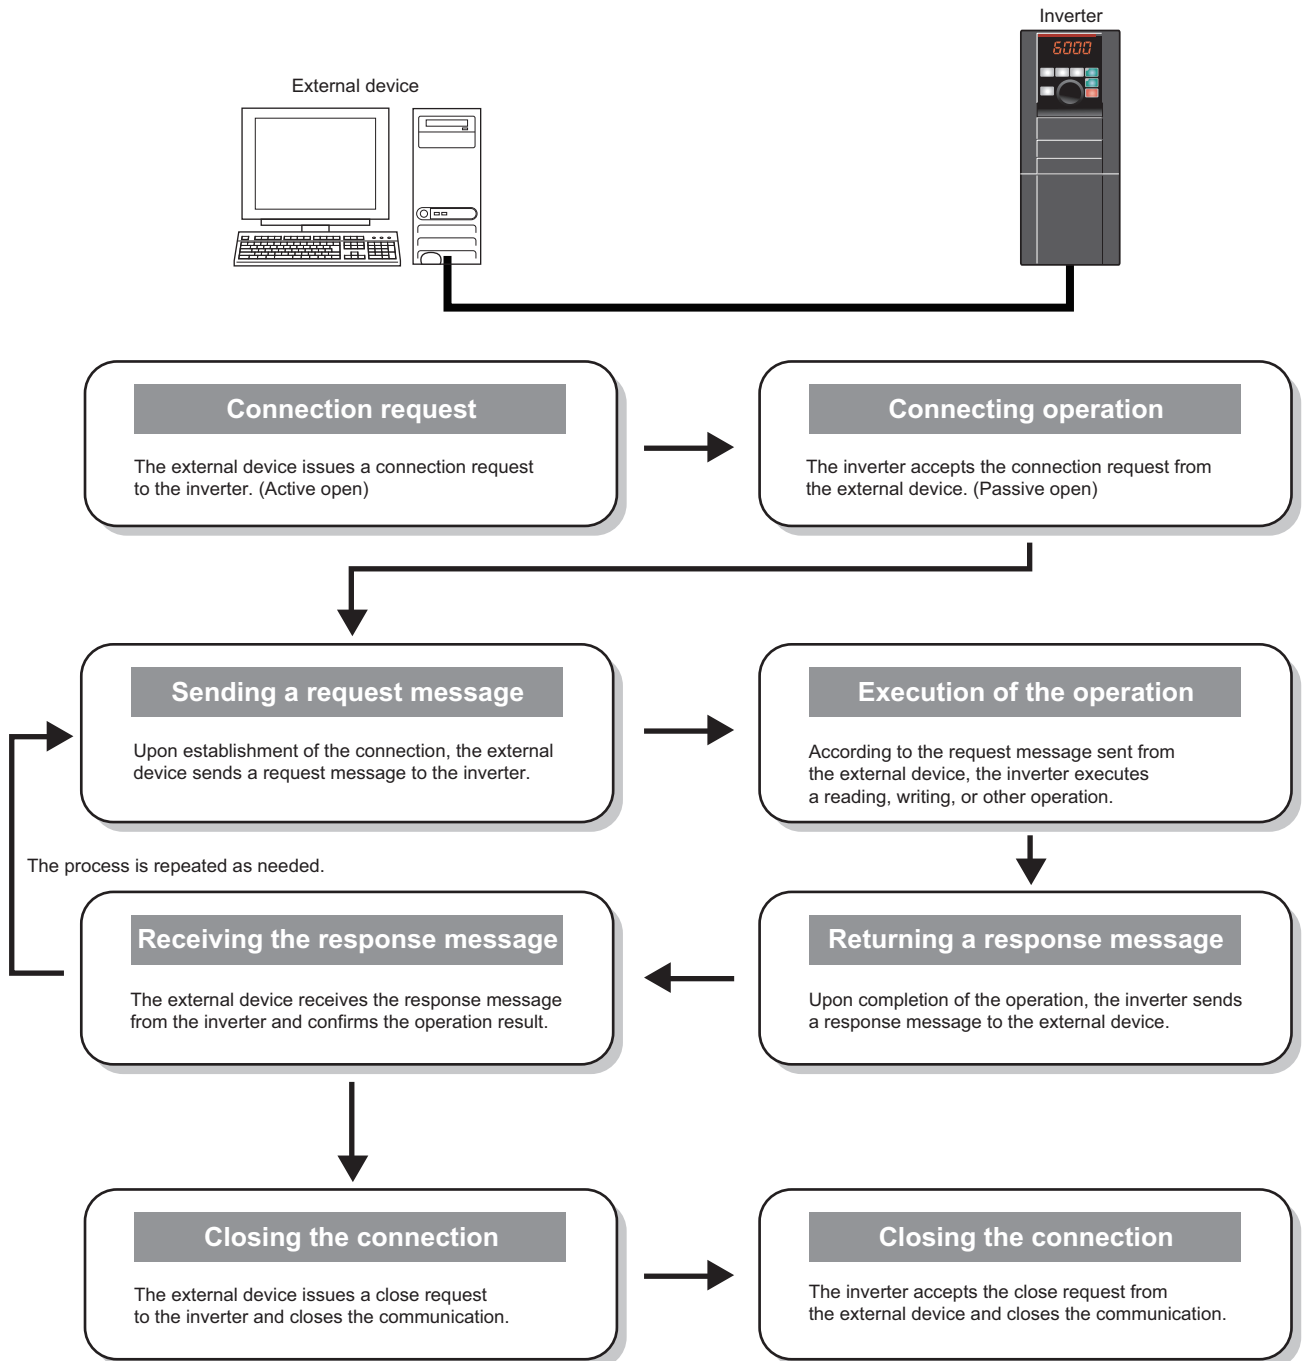 Inverter
6000
External device
Connection request
The external device issues a connection request
to the inverter. (Active open)
Connecting operation
The inverter accepts the connection request from
the external device. (Passive open)
Sending a request message
Upon establishment of the connection, the external
device sends a request message to the inverter.
Execution of the operation
According to the request message sent from
the external device, the inverter executes
a reading, writing, or other operation.
The process is repeated as needed.
Receiving the response message
The external device receives the response message
from the inverter and confirms the operation result.
Returning a response message
Upon completion of the operation, the inverter sends
a response message to the external device.
Closing the connection
The external device issues a close request
to the inverter and closes the communication.
Closing the connection
The inverter accepts the close request from
the external device and closes the communication.